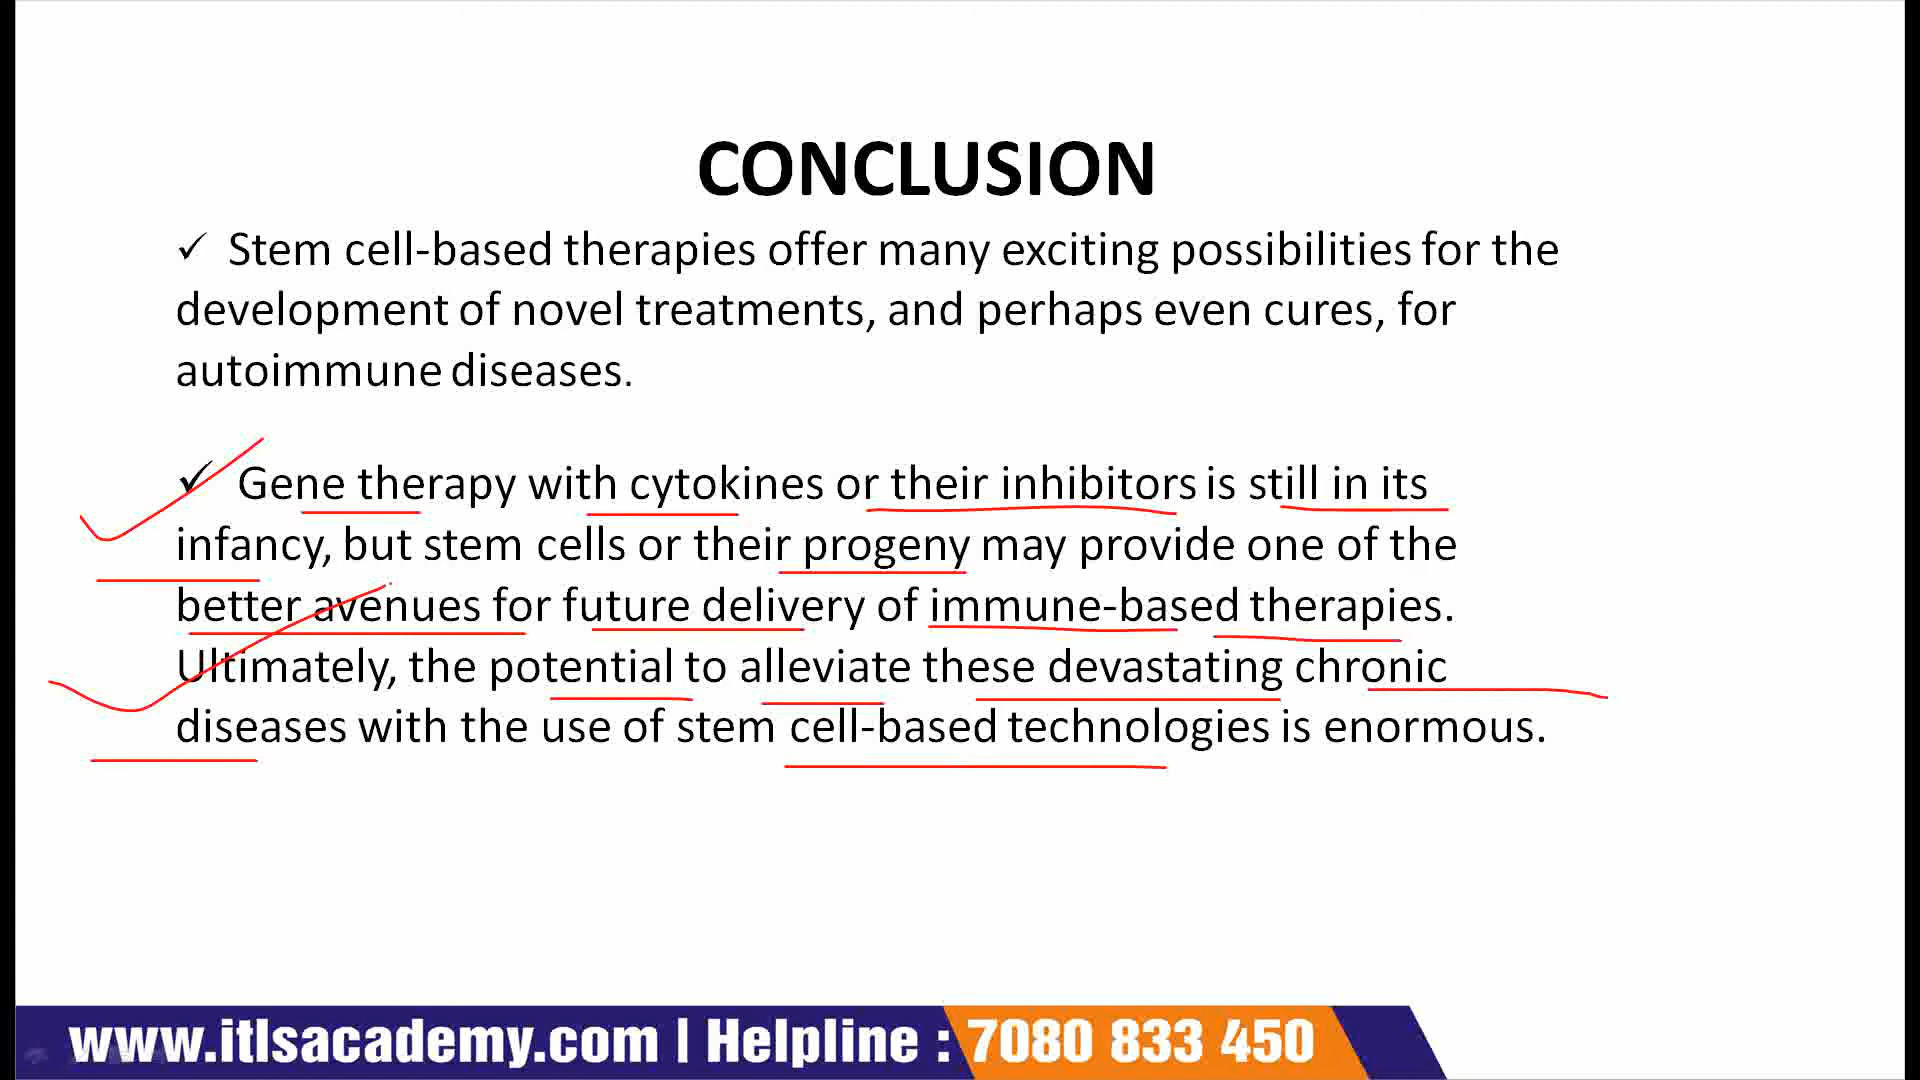 CONCLUSION
✓ Stem cell-based therapies offer many exciting possibilities for the
development of novel treatments, and perhaps even cures, for
autoimmune diseases.
✓ Gene therapy with cytokines or their inhibitors is still in its
infancy, but stem cells or their progeny may provide one of the
better avenues for future delivery of immune-based therapies.
Ultimately, the potential to alleviate these devastating chronic
diseases with the use of stem cell-based technologies is enormous.
www.itlsacademy.com | Helpline : 7080 833 450